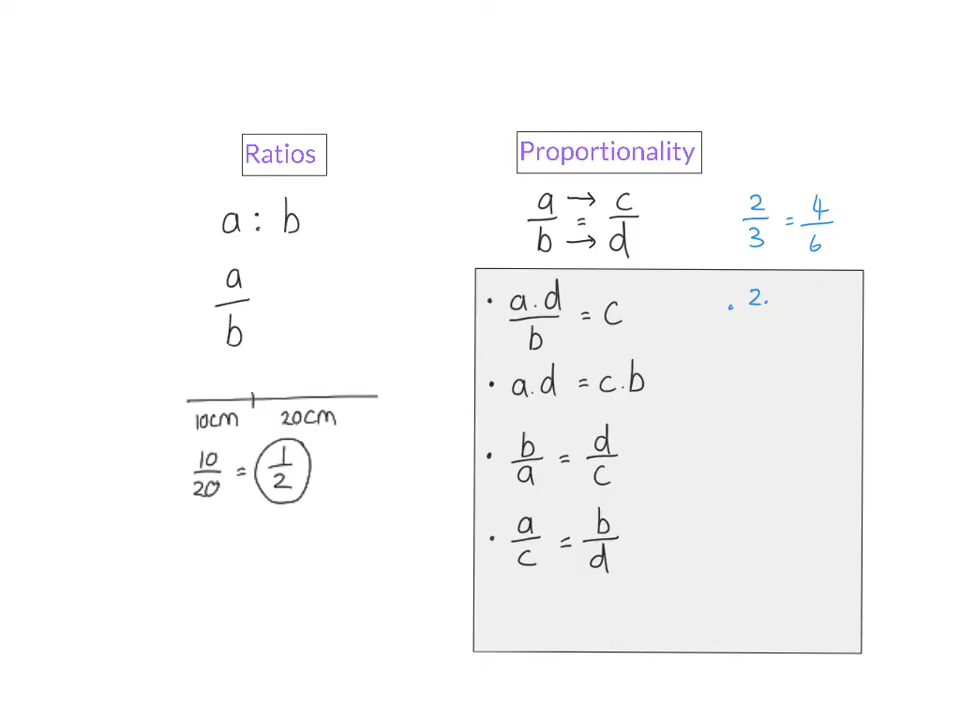 Ratios
a : b
a/b
10cm 20cm
10/20 = 1/2
Proportionality
a/b = c/d
→
→
2/3 = 4/6
• a.d/b = c
• a.d = c.b
• b/a = d/c
• a/c = b/d
• 2.